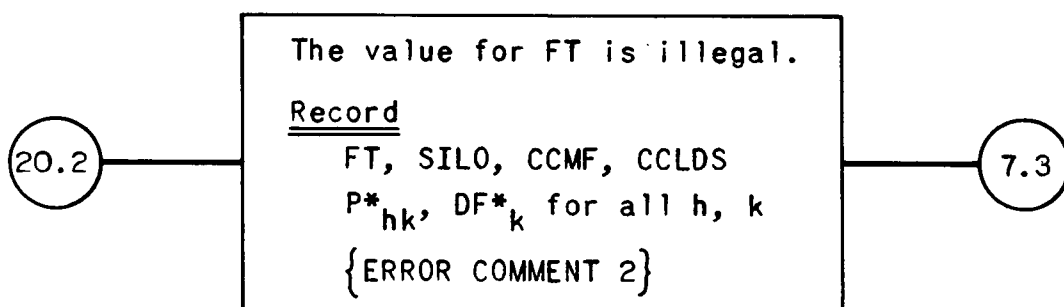 The value for FT is illegal.
Record
FT, SILO, CCMF, CCLDS
P*hk, DF*k for all h, k
{ERROR COMMENT 2}
20.2
7.3